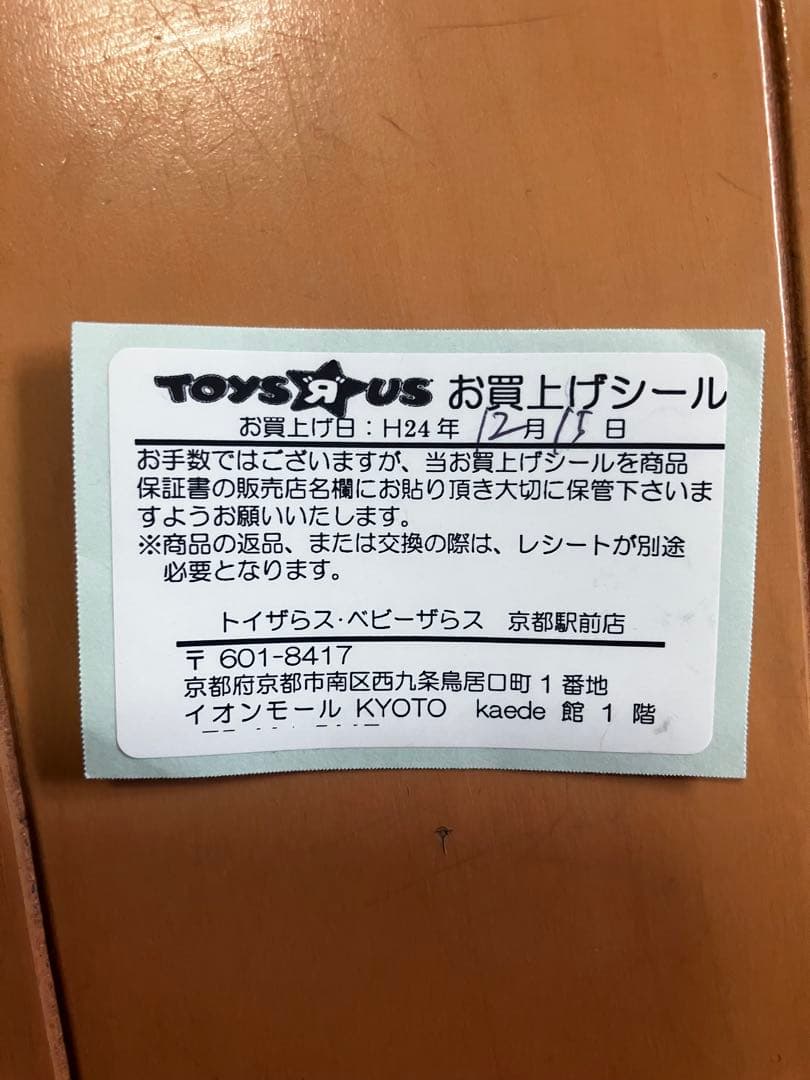 TOYS"R"US お買上げシール
お買上げ日:H24年 12月 15日
お手数ではございますが、当お買上げシールを商品
保証書の販売店名欄にお貼り頂き大切に保管下さいま
すようお願いいたします。
※商品の返品、または交換の際は、レシートが別途
必要となります。
トイザらス・ベビーザらス 京都駅前店
〒 601-8417
京都府京都市南区西九条鳥居口町1番地
イオンモール KYOTO kaede 館 1 階